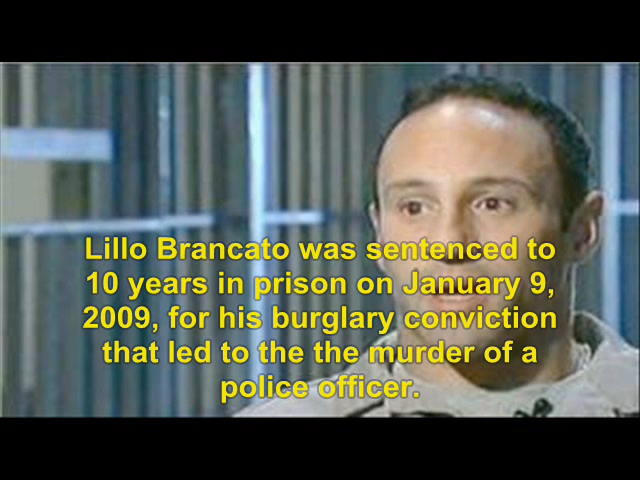 Lillo Brancato was sentenced to
10 years in prison on January 9,
2009, for his burglary conviction
that led to the the murder of a
police officer.